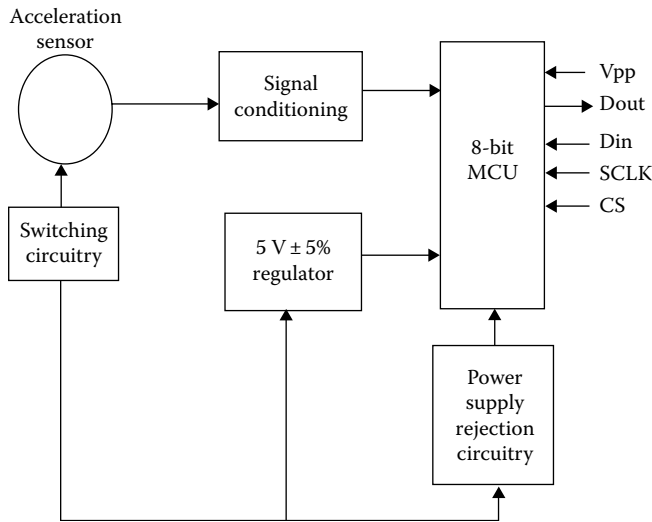 Acceleration
sensor
Signal
conditioning
8-bit
MCU
Vpp
Dout
Din
SCLK
CS
Switching
circuitry
5 V ± 5%
regulator
Power
supply
rejection
circuitry